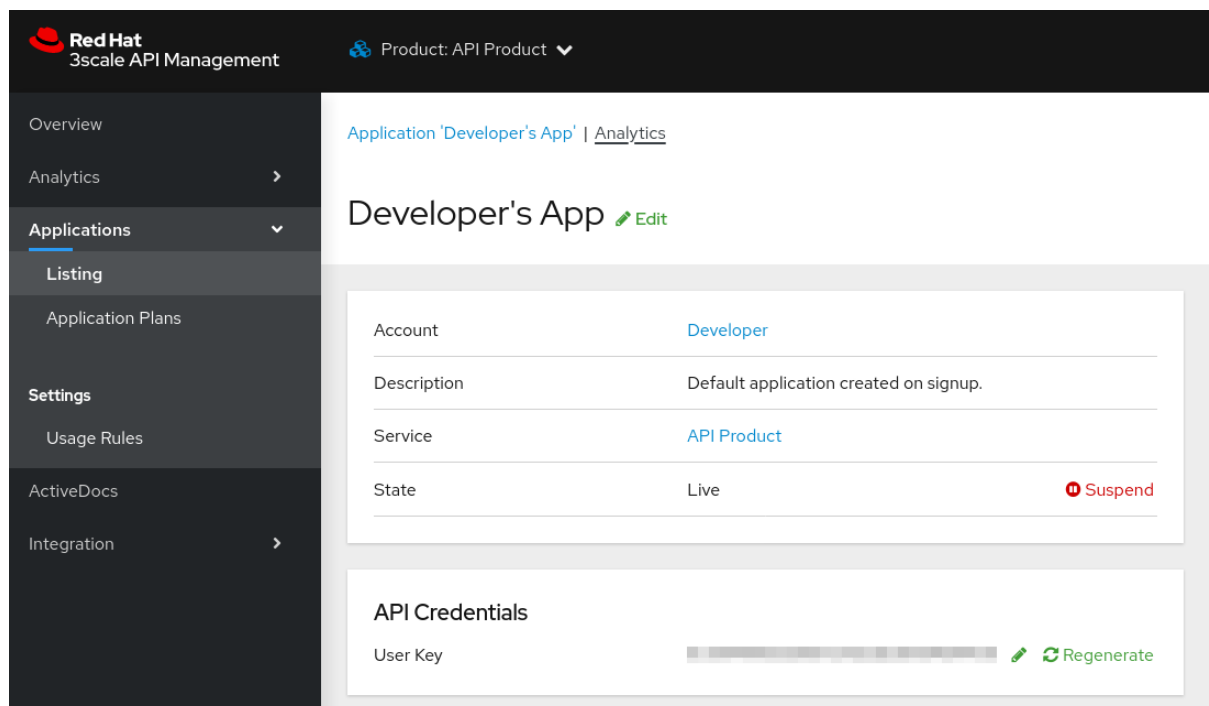 Red Hat
3scale API Management
Product: API Product
Overview
Analytics
Applications
Listing
Application Plans
Settings
Usage Rules
ActiveDocs
Integration
Application 'Developer's App' | Analytics
Developer's App Edit
Account Developer
Description Default application created on signup.
Service API Product
State Live Suspend
API Credentials
User Key Regenerate